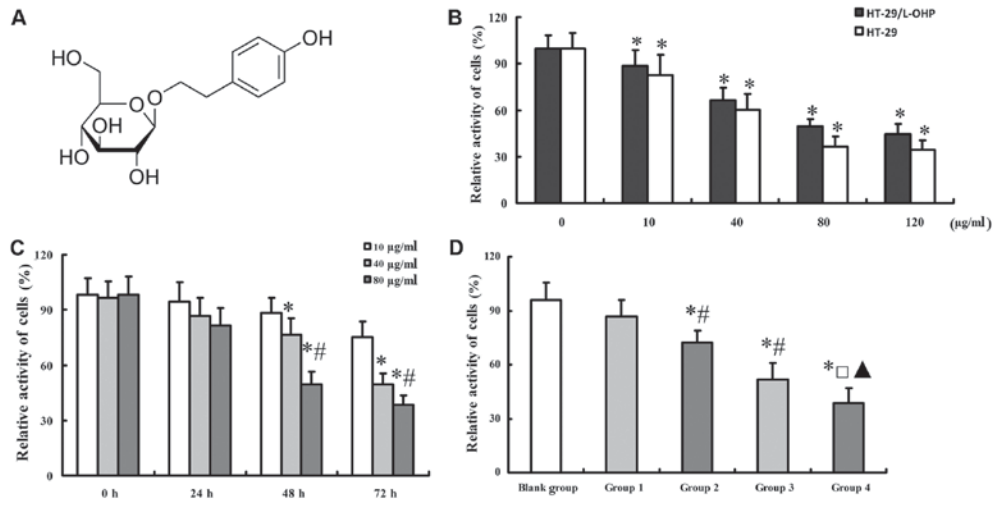 A
OH
HO
O
O
OH
HO
OH
B
HT-29/L-OHP
HT-29
Relative activity of cells (%)
120
90
60
30
0
* *
* *
* *
* *
0 10 40 80 120 (μg/ml)
C
10 μg/ml
40 μg/ml
80 μg/ml
Relative activity of cells (%)
120
90
60
30
0
*
*#
*
*#
0 h 24 h 48 h 72 h
D
Relative activity of cells (%)
120
90
60
30
0
*#
*#
*□▲
Blank group Group 1 Group 2 Group 3 Group 4